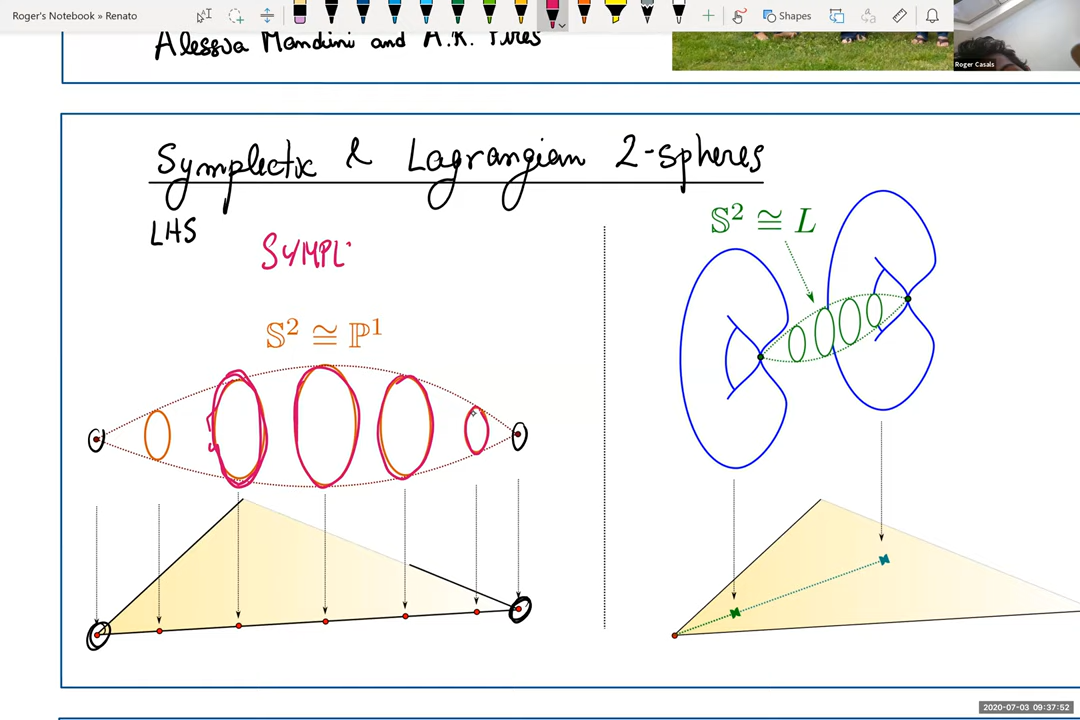 Roger's Notebook » Renato
Shapes
Alessia Mandini and A.R. Pires
Roger Casals
Symplectic & Lagrangian 2-spheres
LHS
SYMPL
𝕊² ≅ ℙ¹
𝕊² ≅ L
2020-07-03 09:37:52